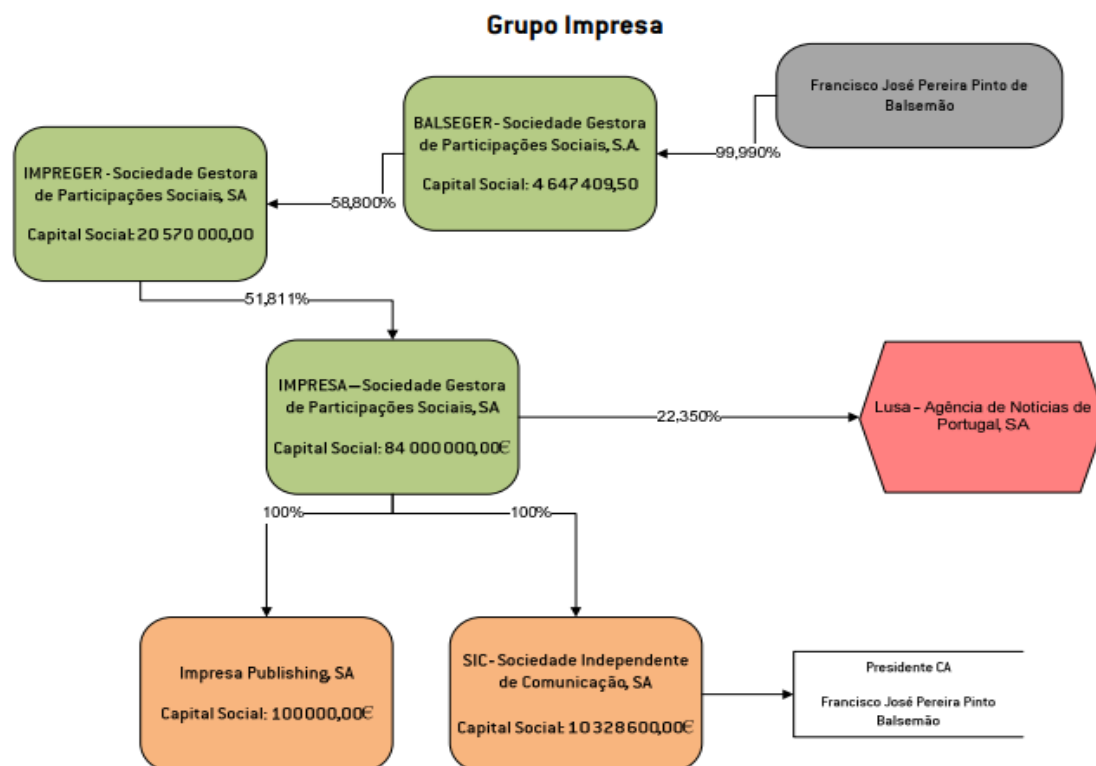 Grupo Impresa
Francisco José Pereira Pinto de
Balsemão
99,990%
BALSEGER - Sociedade Gestora
de Participações Sociais, S.A.
Capital Social: 4 647 409,50
58,800%
IMPREGER - Sociedade Gestora
de Participações Sociais, SA
Capital Social: 20 570 000,00
51,811%
IMPRESA—Sociedade Gestora
de Participações Sociais, SA
Capital Social: 84 000 000,00€
22,350%
Lusa - Agência de Noticias de
Portugal, SA
100%
100%
Impresa Publishing, SA
Capital Social: 100 000,00€
SIC - Sociedade Independente
de Comunicação, SA
Capital Social: 10 328 600,00€
Presidente CA
Francisco José Pereira Pinto
Balsemão